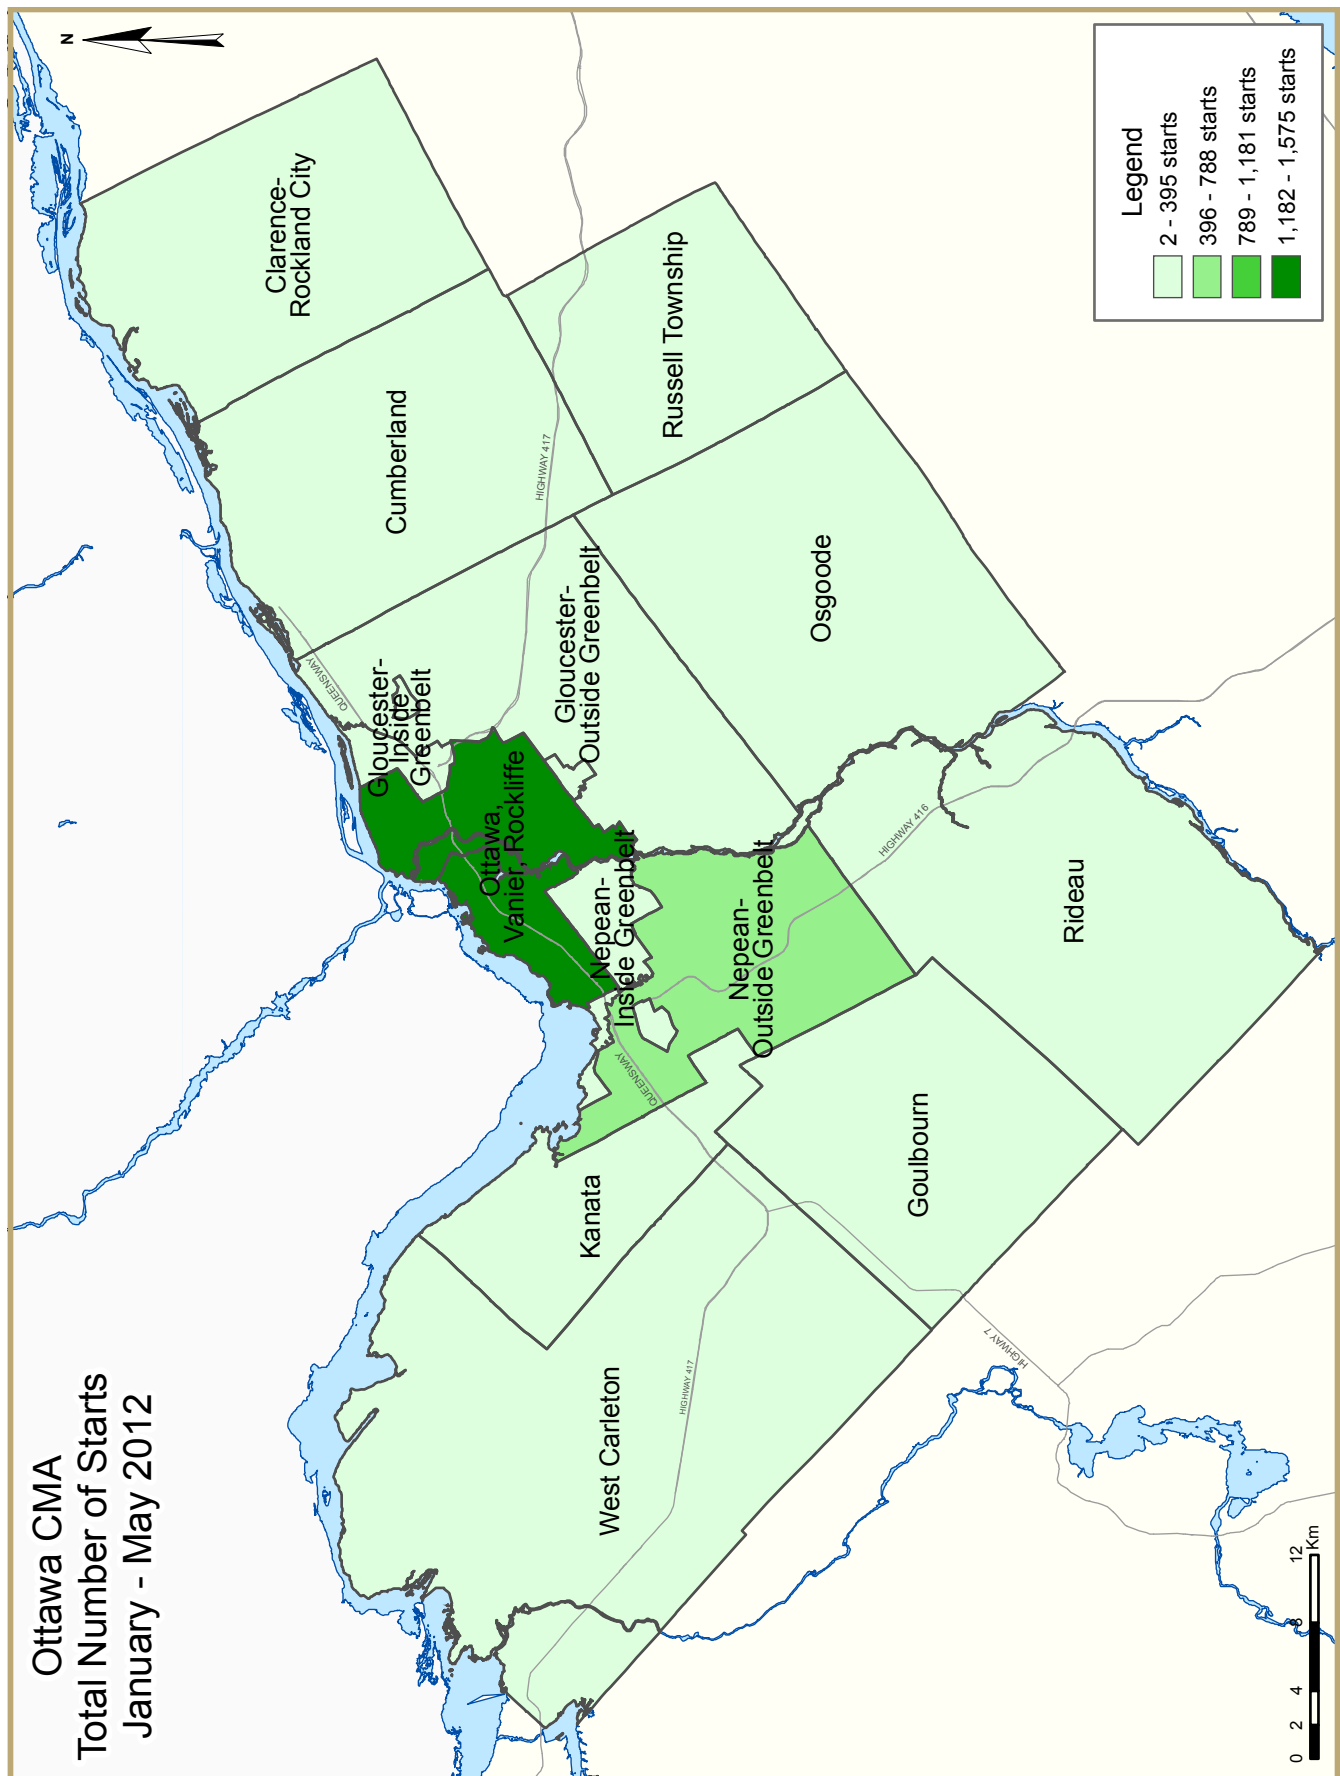 Ottawa CMA
Total Number of Starts
January - May 2012
N
Clarence-
Rockland City
Cumberland
Russell Township
HIGHWAY 417
QUEENSWAY
Gloucester-
Inside
Greenbelt
Gloucester-
Outside Greenbelt
Osgoode
Ottawa,
Vanier, Rockliffe
Nepean-
Inside Greenbelt
Nepean-
Outside Greenbelt
HIGHWAY 416
Rideau
QUEENSWAY
Kanata
Goulbourn
West Carleton
HIGHWAY 417
HIGHWAY 7
Legend
2 - 395 starts
396 - 788 starts
789 - 1,181 starts
1,182 - 1,575 starts
0 2 4 8 12
Km